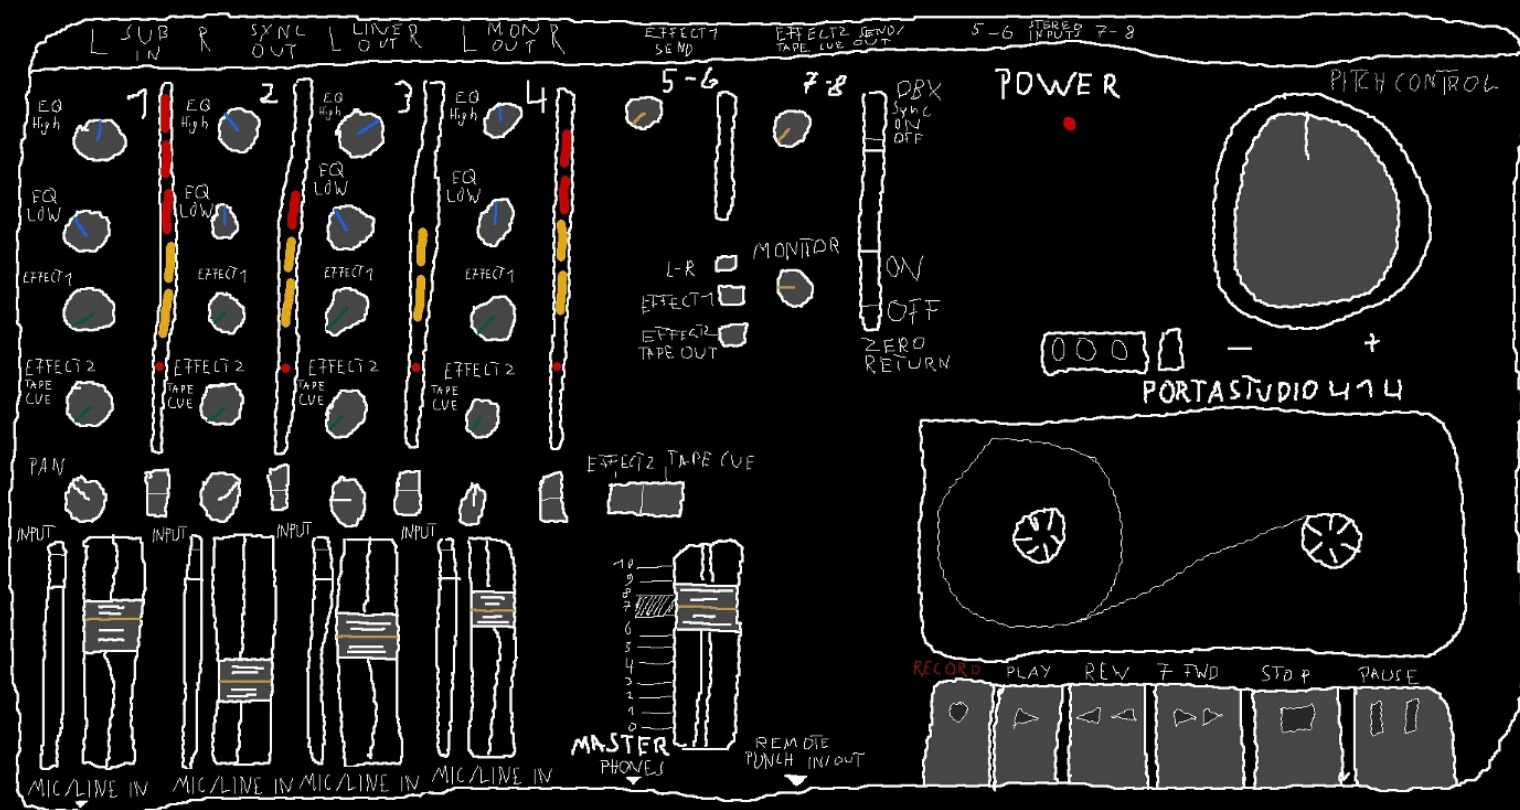 L SUB IN R SYNC OUT L LINE OUT R L MON OUT R EFFECT1 SEND EFFECT2 SEND/ TAPE CUE OUT 5-6 STEREO INPUTS 7-8
1 2 3 4 5-6 7-8
EQ High EQ High EQ High EQ High
DBX
Sync
ON
OFF
POWER
PITCH CONTROL
EQ LOW EQ LOW EQ LOW EQ LOW
EFFECT1 EFFECT1 EFFECT1 EFFECT1
L-R
EFFECT1
EFFECT2
TAPE OUT
MONITOR
ON
OFF
ZERO
RETURN
- +
EFFECT2 EFFECT2 EFFECT2 EFFECT2
TAPE CUE TAPE CUE TAPE CUE TAPE CUE
PORTASTUDIO 414
PAN
EFFECT2 TAPE CUE
INPUT INPUT INPUT INPUT
10
9
8
7
6
5
4
3
2
1
0
MASTER
PHONES
REMOTE
PUNCH IN/OUT
RECORD PLAY REW F FWD STOP PAUSE
MIC/LINE IN MIC/LINE IN MIC/LINE IN MIC/LINE IN